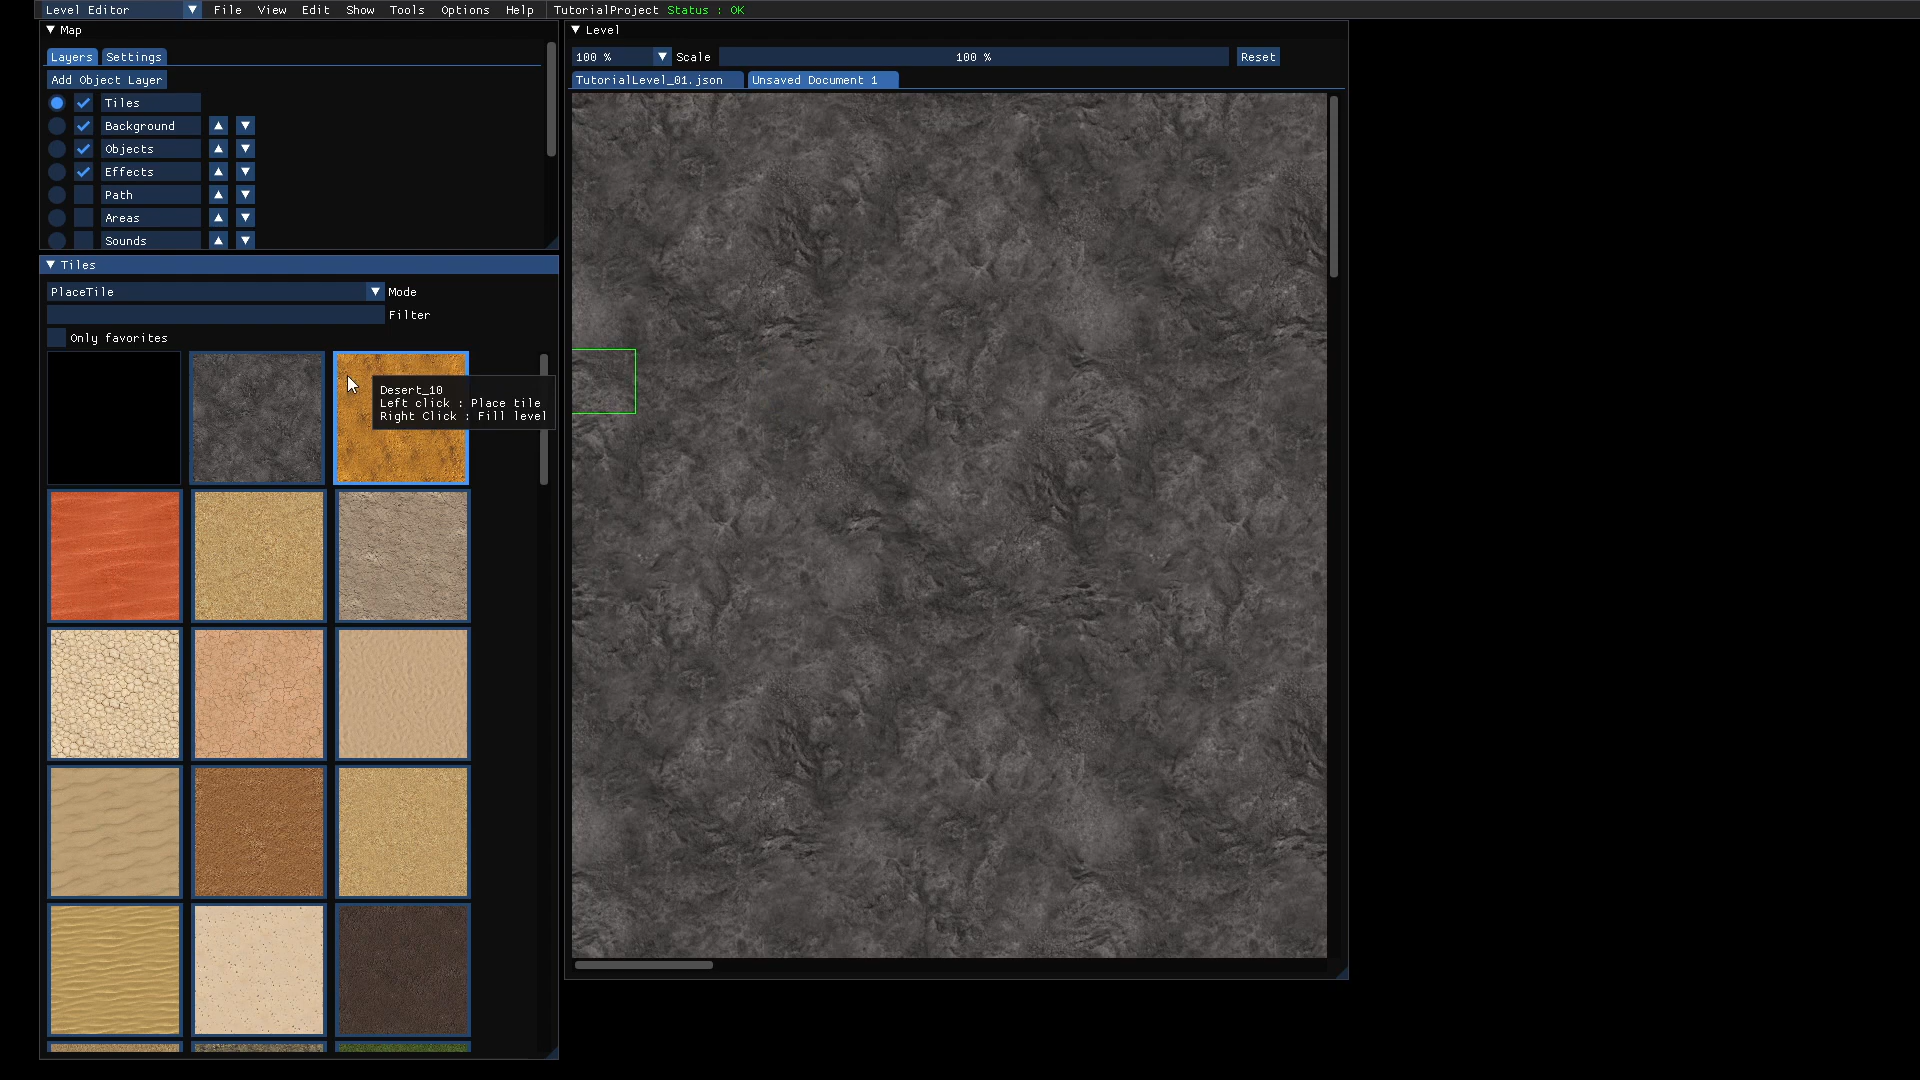 Level Editor File View Edit Show Tools Options Help TutorialProject Status : OK
Map
Layers Settings
Add Object Layer
Tiles
Background
Objects
Effects
Path
Areas
Sounds
Tiles
PlaceTile Mode
Filter
Only favorites
Desert_10
Left click : Place tile
Right Click : Fill level
Level
100 % Scale 100 % Reset
TutorialLevel_01.json Unsaved Document 1